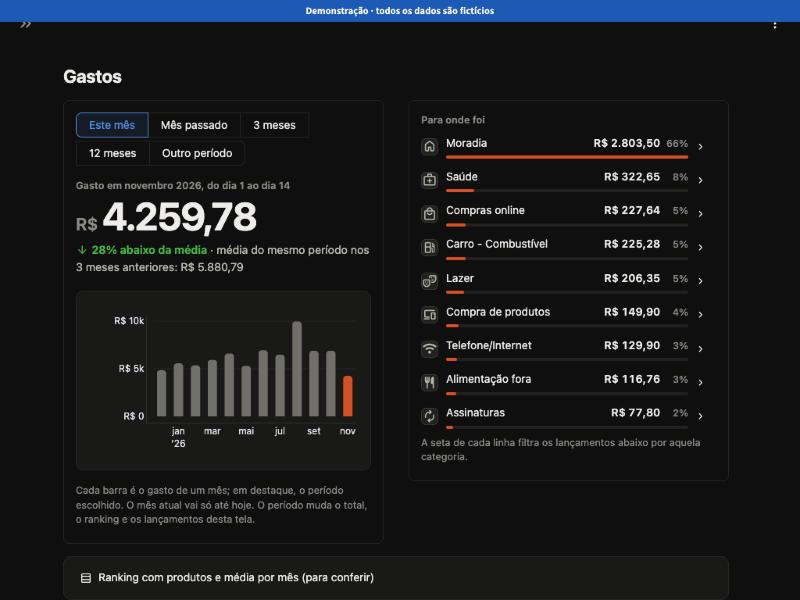 Demonstração · todos os dados são fictícios
Gastos
Este mês
Mês passado
3 meses
12 meses
Outro período
Gasto em novembro 2026, do dia 1 ao dia 14
R$ 4.259,78
↓ 28% abaixo da média · média do mesmo período nos
3 meses anteriores: R$ 5.880,79
R$ 10k
R$ 5k
R$ 0
jan mar mai jul set nov
'26
Cada barra é o gasto de um mês; em destaque, o período
escolhido. O mês atual vai só até hoje. O período muda o total,
o ranking e os lançamentos desta tela.
Para onde foi
Moradia R$ 2.803,50 66%
Saúde R$ 322,65 8%
Compras online R$ 227,64 5%
Carro - Combustível R$ 225,28 5%
Lazer R$ 206,35 5%
Compra de produtos R$ 149,90 4%
Telefone/Internet R$ 129,90 3%
Alimentação fora R$ 116,76 3%
Assinaturas R$ 77,80 2%
A seta de cada linha filtra os lançamentos abaixo por aquela
categoria.
Ranking com produtos e média por mês (para conferir)